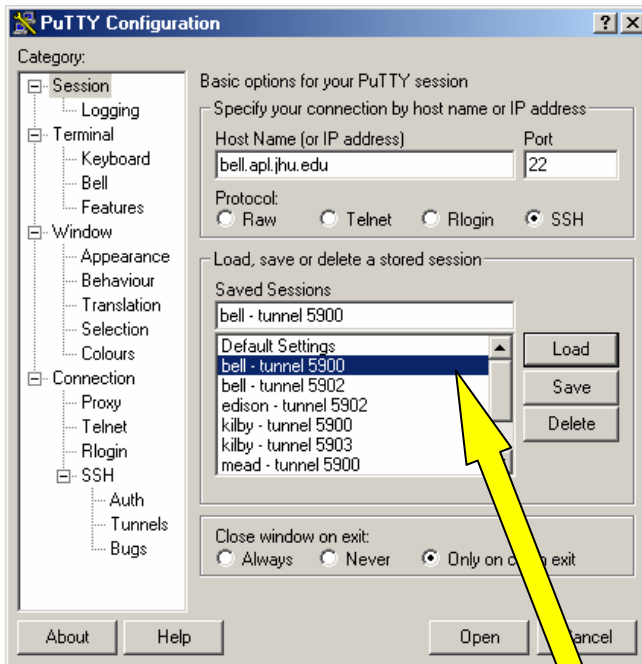 PuTTY Configuration
Category:
Session
Logging
Terminal
Keyboard
Bell
Features
Window
Appearance
Behaviour
Translation
Selection
Colours
Connection
Proxy
Telnet
Rlogin
SSH
Auth
Tunnels
Bugs
Basic options for your PuTTY session
Specify your connection by host name or IP address
Host Name (or IP address) Port
bell.apl.jhu.edu 22
Protocol:
Raw Telnet Rlogin SSH
Load, save or delete a stored session
Saved Sessions
bell - tunnel 5900
Default Settings
bell - tunnel 5900
bell - tunnel 5902
edison - tunnel 5902
kilby - tunnel 5900
kilby - tunnel 5903
mead - tunnel 5900
Load
Save
Delete
Close window on exit:
Always Never Only on exit
About Help Open